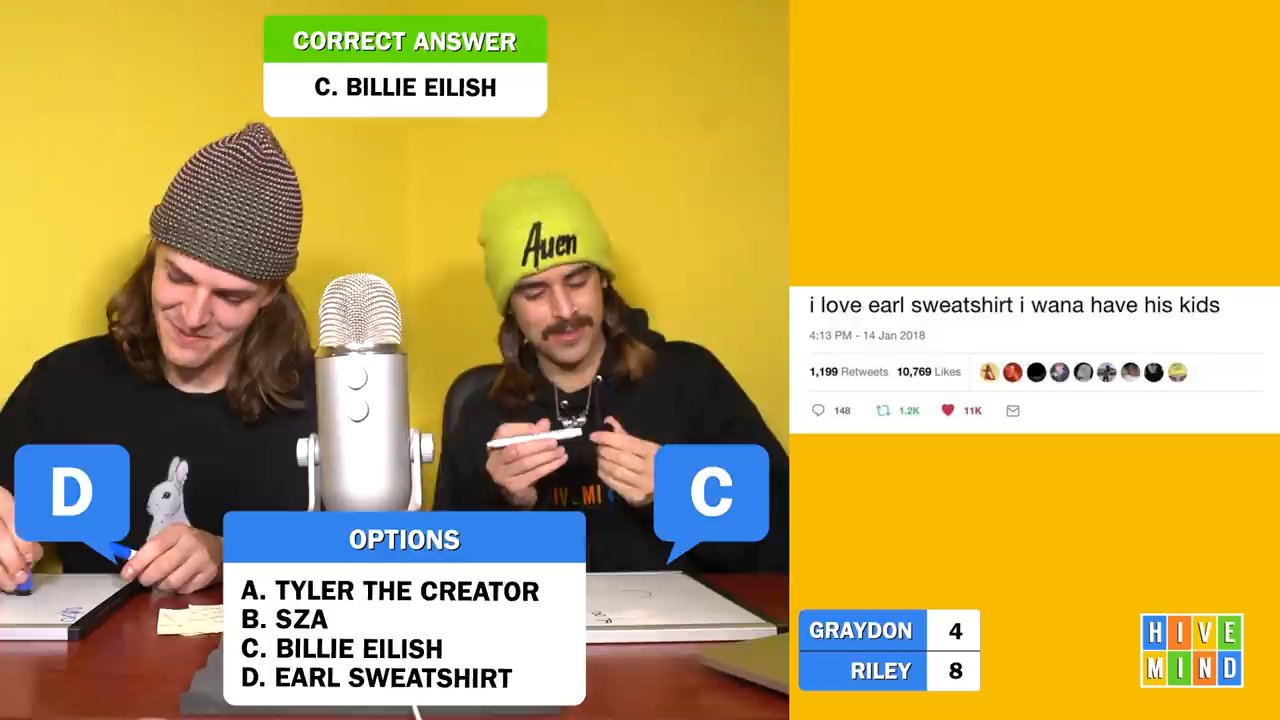 CORRECT ANSWER
C. BILLIE EILISH
Auen
i love earl sweatshirt i wana have his kids
4:13 PM - 14 Jan 2018
1,199 Retweets 10,769 Likes
148 1.2K 11K
D
C
OPTIONS
A. TYLER THE CREATOR
B. SZA
C. BILLIE EILISH
D. EARL SWEATSHIRT
GRAYDON 4
RILEY 8
HIVE
MIND